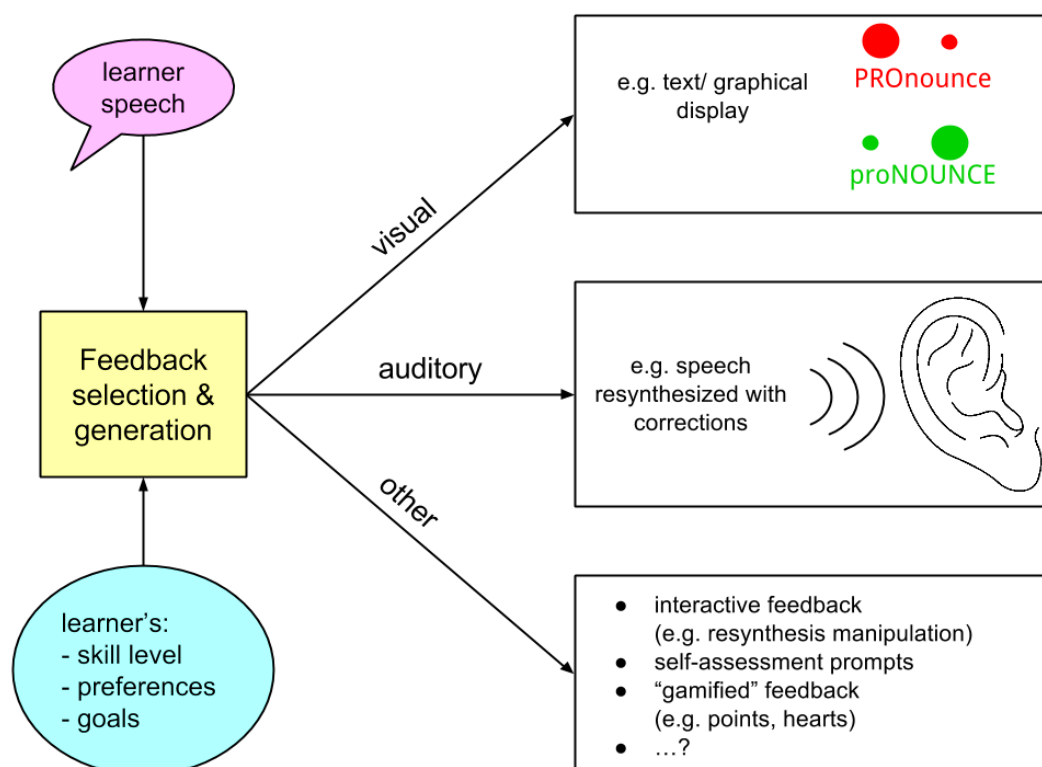 learner
speech
Feedback
selection &
generation
learner’s:
- skill level
- preferences
- goals
visual
auditory
other
e.g. text/ graphical
display
PROnounce
proNOUNCE
e.g. speech
resynthesized with
corrections
● interactive feedback
(e.g. resynthesis manipulation)
● self-assessment prompts
● “gamified” feedback
(e.g. points, hearts)
● …?